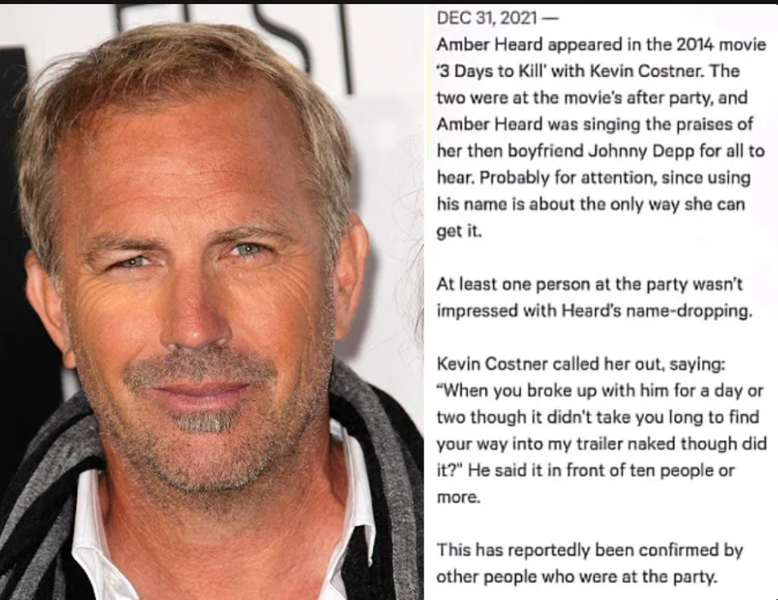 DEC 31, 2021 —
Amber Heard appeared in the 2014 movie
‘3 Days to Kill’ with Kevin Costner. The
two were at the movie’s after party, and
Amber Heard was singing the praises of
her then boyfriend Johnny Depp for all to
hear. Probably for attention, since using
his name is about the only way she can
get it.
At least one person at the party wasn’t
impressed with Heard’s name-dropping.
Kevin Costner called her out, saying:
“When you broke up with him for a day or
two though it didn’t take you long to find
your way into my trailer naked though did
it?" He said it in front of ten people or
more.
This has reportedly been confirmed by
other people who were at the party.